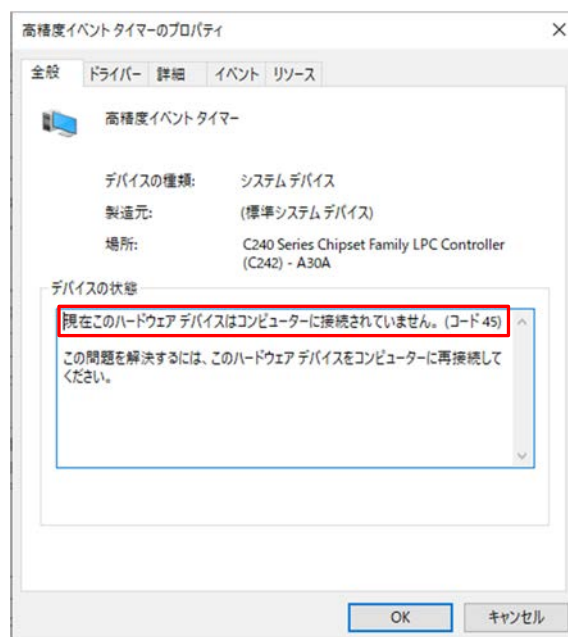 高精度イベント タイマーのプロパティ
全般 ドライバー 詳細 イベント リソース
高精度イベント タイマー
デバイスの種類: システム デバイス
製造元: (標準システム デバイス)
場所: C240 Series Chipset Family LPC Controller
(C242) - A30A
デバイスの状態
現在このハードウェア デバイスはコンピューターに接続されていません。(コード 45)
この問題を解決するには、このハードウェア デバイスをコンピューターに再接続して
ください。
OK キャンセル